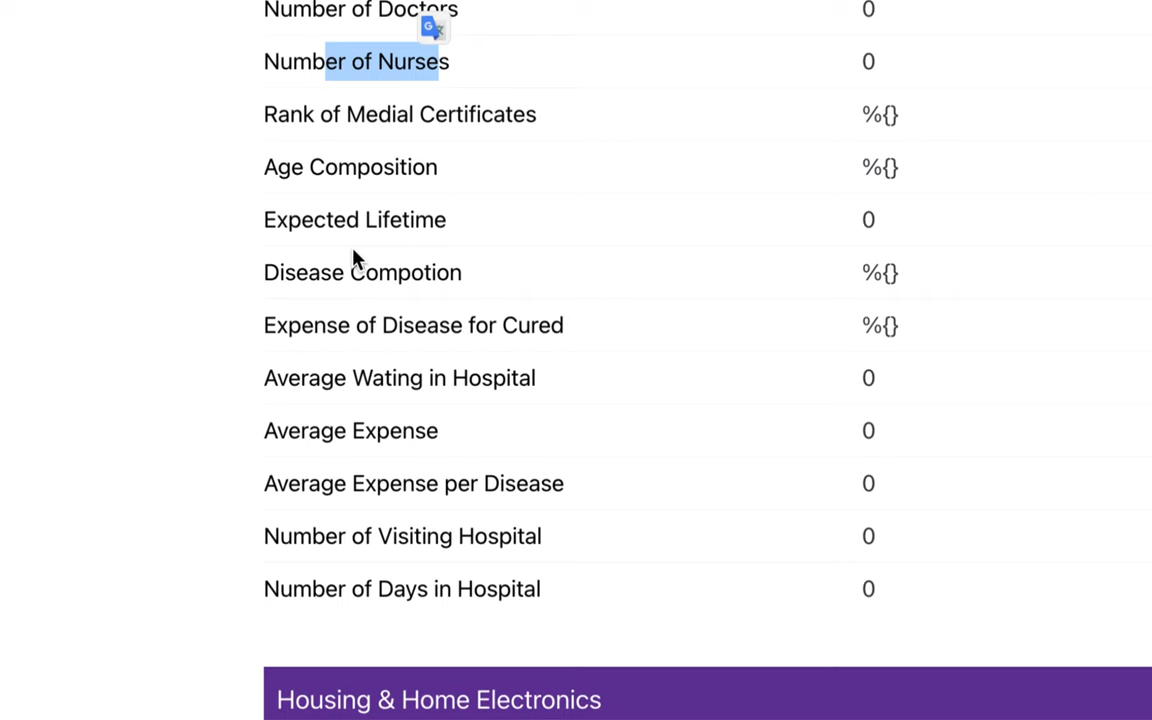 Number of Doctors 0
Number of Nurses 0
Rank of Medial Certificates %{}
Age Composition %{}
Expected Lifetime 0
Disease Compotion %{}
Expense of Disease for Cured %{}
Average Wating in Hospital 0
Average Expense 0
Average Expense per Disease 0
Number of Visiting Hospital 0
Number of Days in Hospital 0
Housing & Home Electronics